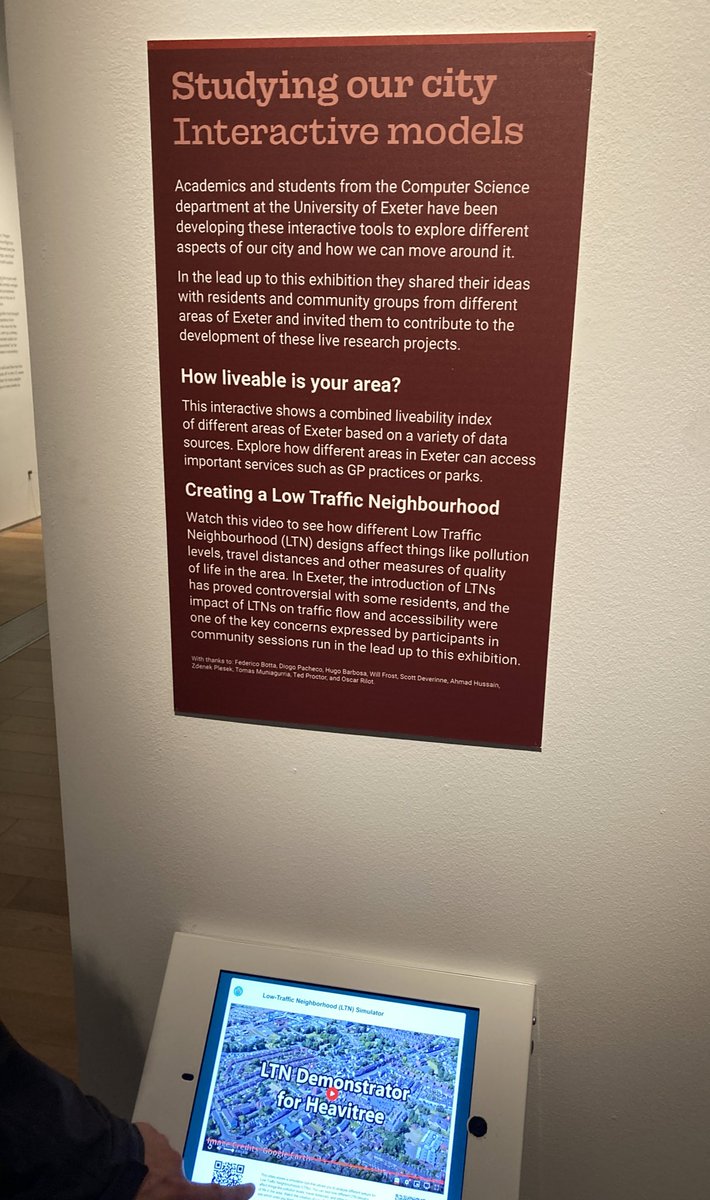 Studying our city
Interactive models
Academics and students from the Computer Science
department at the University of Exeter have been
developing these interactive tools to explore different
aspects of our city and how we can move around it.
In the lead up to this exhibition they shared their ideas
with residents and community groups from different
areas of Exeter and invited them to contribute to the
development of these live research projects.
How liveable is your area?
This interactive shows a combined liveability index
of different areas of Exeter based on a variety of data
sources. Explore how different areas in Exeter can access
important services such as GP practices or parks.
Creating a Low Traffic Neighbourhood
Watch this video to see how different Low Traffic
Neighbourhood (LTN) designs affect things like pollution
levels, travel distances and other measures of quality
of life in the area. In Exeter, the introduction of LTNs
has proved controversial with some residents, and the
impact of LTNs on traffic flow and accessibility were
one of the key concerns expressed by participants in
community sessions run in the lead up to this exhibition.
With thanks to: Federico Botta, Diogo Pacheco, Hugo Barbosa, Will Frost, Scott Deverinne, Ahmad Hussain,
Zdenek Plesek, Tomas Muniagurria, Ted Proctor, and Oscar Rilot.
Low-Traffic Neighborhood (LTN) Simulator
LTN Demonstrator
for Heavitree
Image Credits: Google Earth